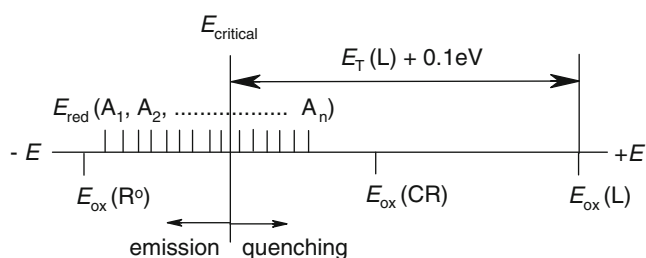 E_critical
E_T (L) + 0.1eV
E_red (A_1, A_2, .................. A_n)
- E +E
E_ox (R°) E_ox (CR) E_ox (L)
emission quenching